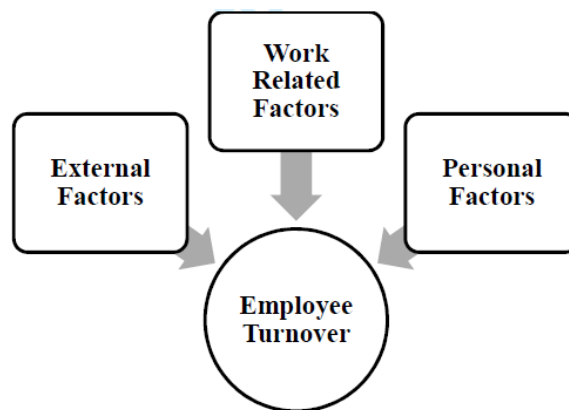 Work
Related
Factors
External
Factors
Personal
Factors
Employee
Turnover